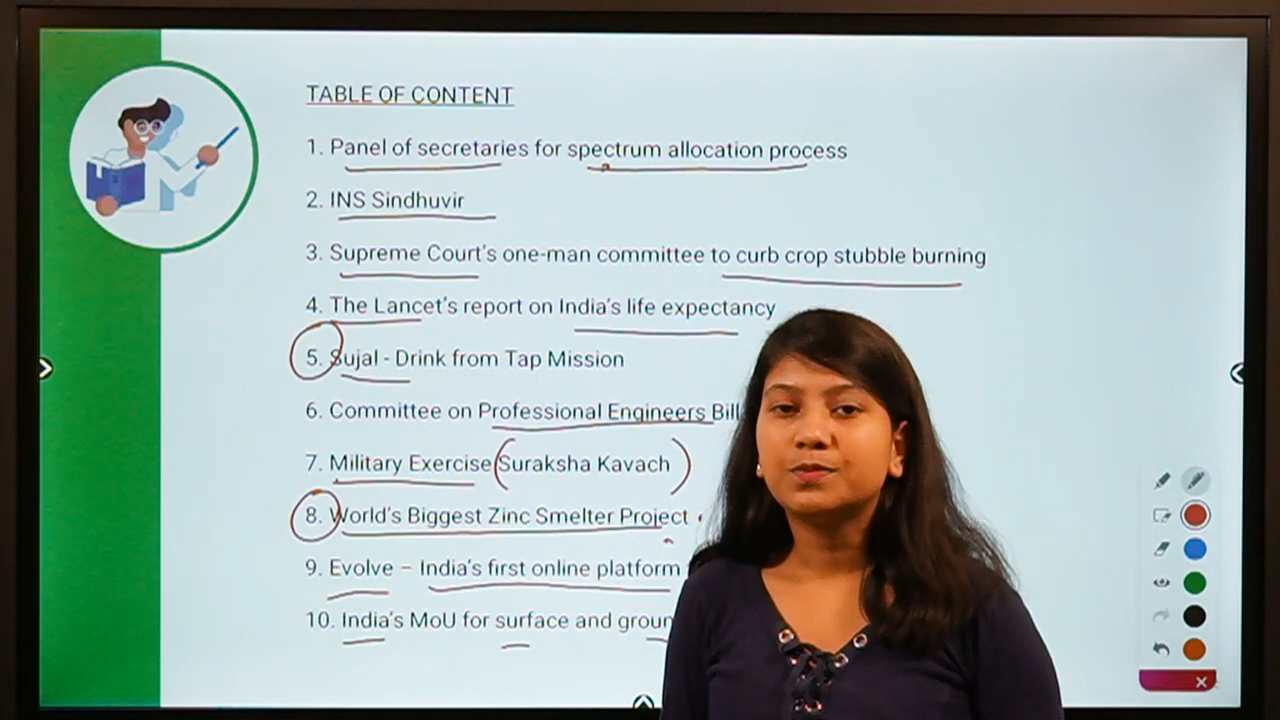 TABLE OF CONTENT
1. Panel of secretaries for spectrum allocation process
2. INS Sindhuvir
3. Supreme Court's one-man committee to curb crop stubble burning
4. The Lancet's report on India's life expectancy
5. Sujal - Drink from Tap Mission
6. Committee on Professional Engineers Bill
7. Military Exercise (Suraksha Kavach)
8. World's Biggest Zinc Smelter Project
9. Evolve – India's first online platform
10. India's MoU for surface and